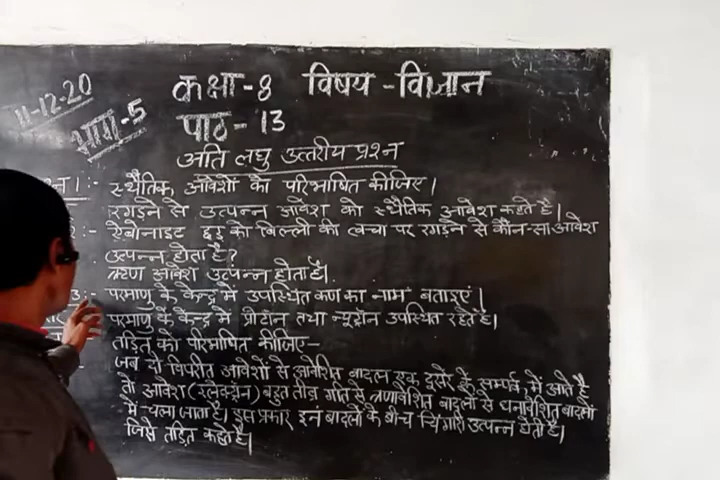 11-12-20
भाग-5
कक्षा-8 विषय-विज्ञान
पाठ-13
अति लघु उत्तरीय प्रश्न
1:- स्थैतिक आवेशों को परिभाषित कीजिए।
रगड़ने से उत्पन्न आवेश को स्थैतिक आवेश कहते है।
:- ऐबोनाइट छड़ को बिल्ली की त्वचा पर रगड़ने से कौन-सा आवेश
उत्पन्न होता है?
ऋण आवेश उत्पन्न होता है।
3:- परमाणु के केन्द्र में उपस्थित कण का नाम बताइएं।
परमाणु के केन्द्र में प्रोटॉन तथा न्यूट्रॉन उपस्थित रहते हैं।
तड़ित को परिभाषित कीजिए-
जब दो विपरीत आवेशों से आवेशित बादल एक दूसरे के सम्पर्क में आते है
तो आवेश (इलैक्ट्रॉन) बहुत तीव्र गति से ऋणावेशित बादलों से धनावेशित बादलों
में चला जाता है। इस प्रकार इन बादलों के बीच चिंगारी उत्पन्न होती है।
जिसे तड़ित कहते है।